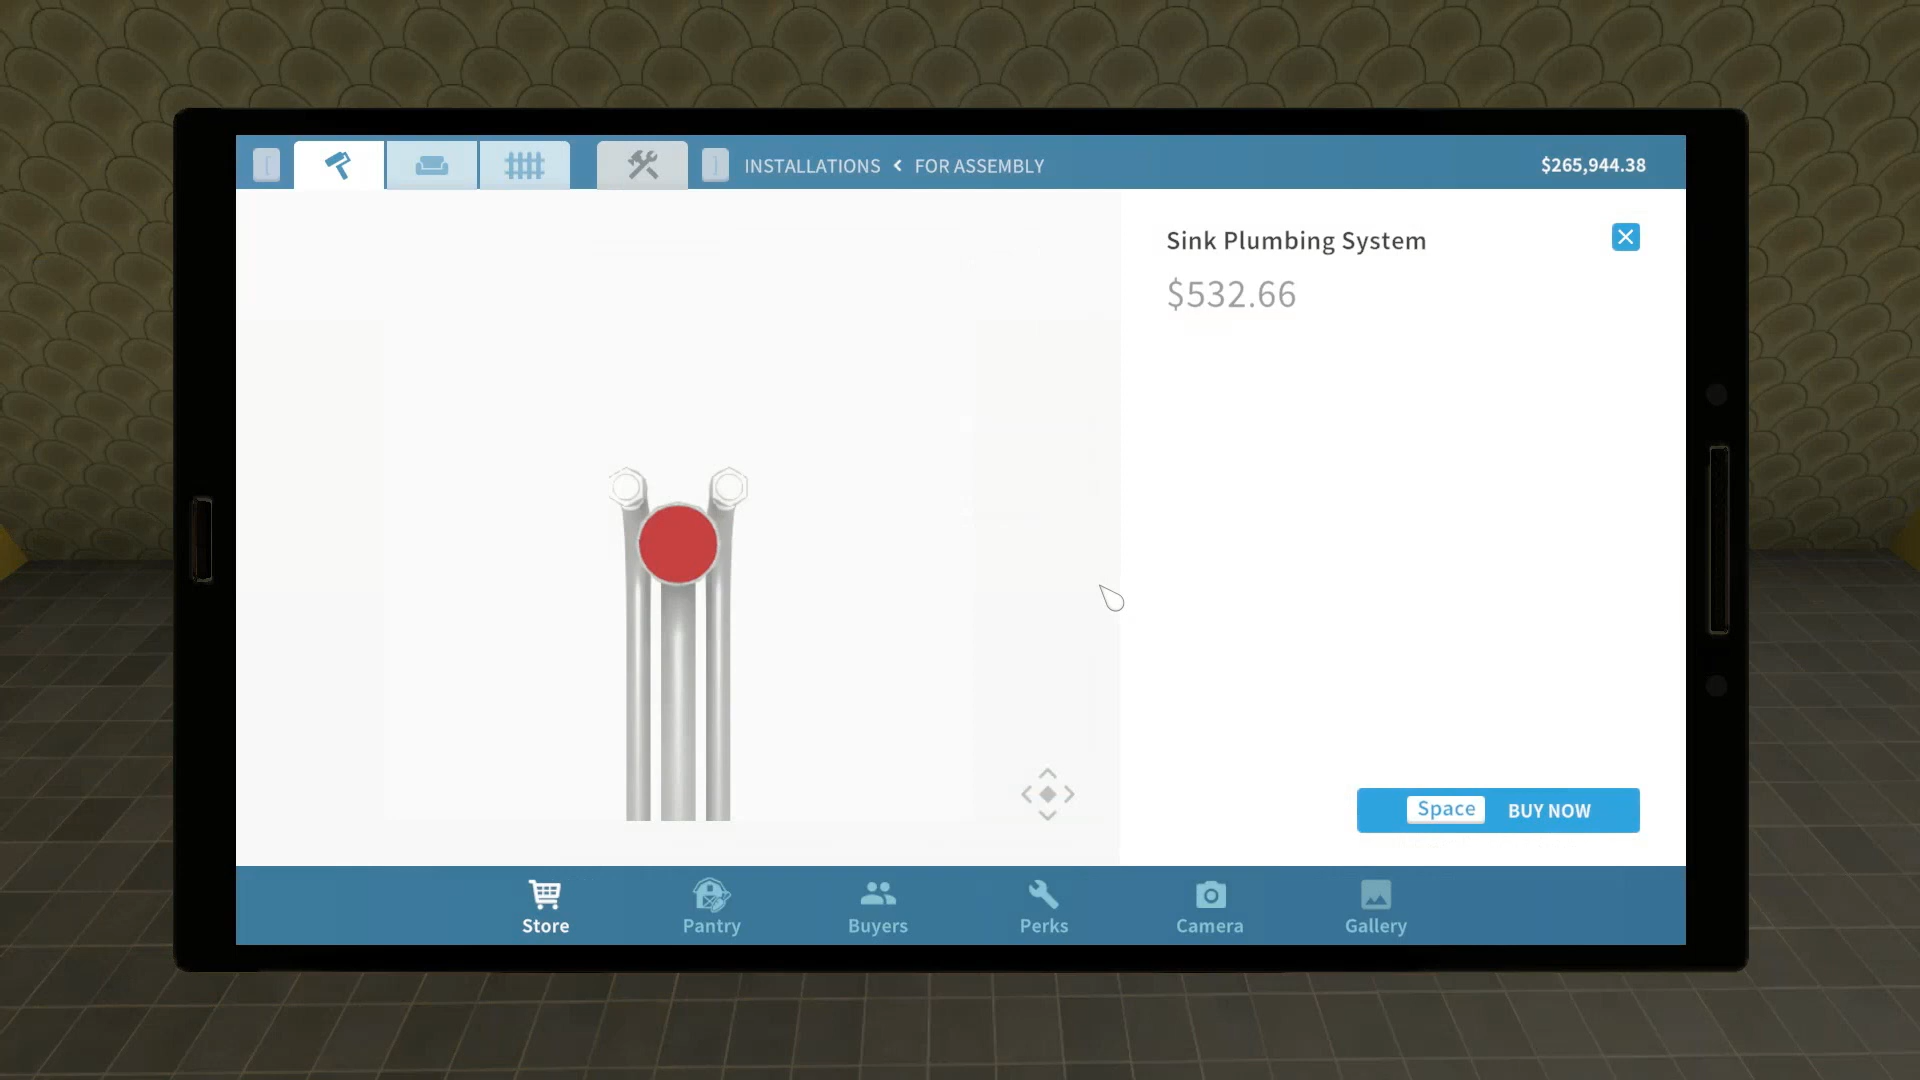 [ ] INSTALLATIONS < FOR ASSEMBLY $265,944.38
Sink Plumbing System
$532.66
Space BUY NOW
Store Pantry Buyers Perks Camera Gallery